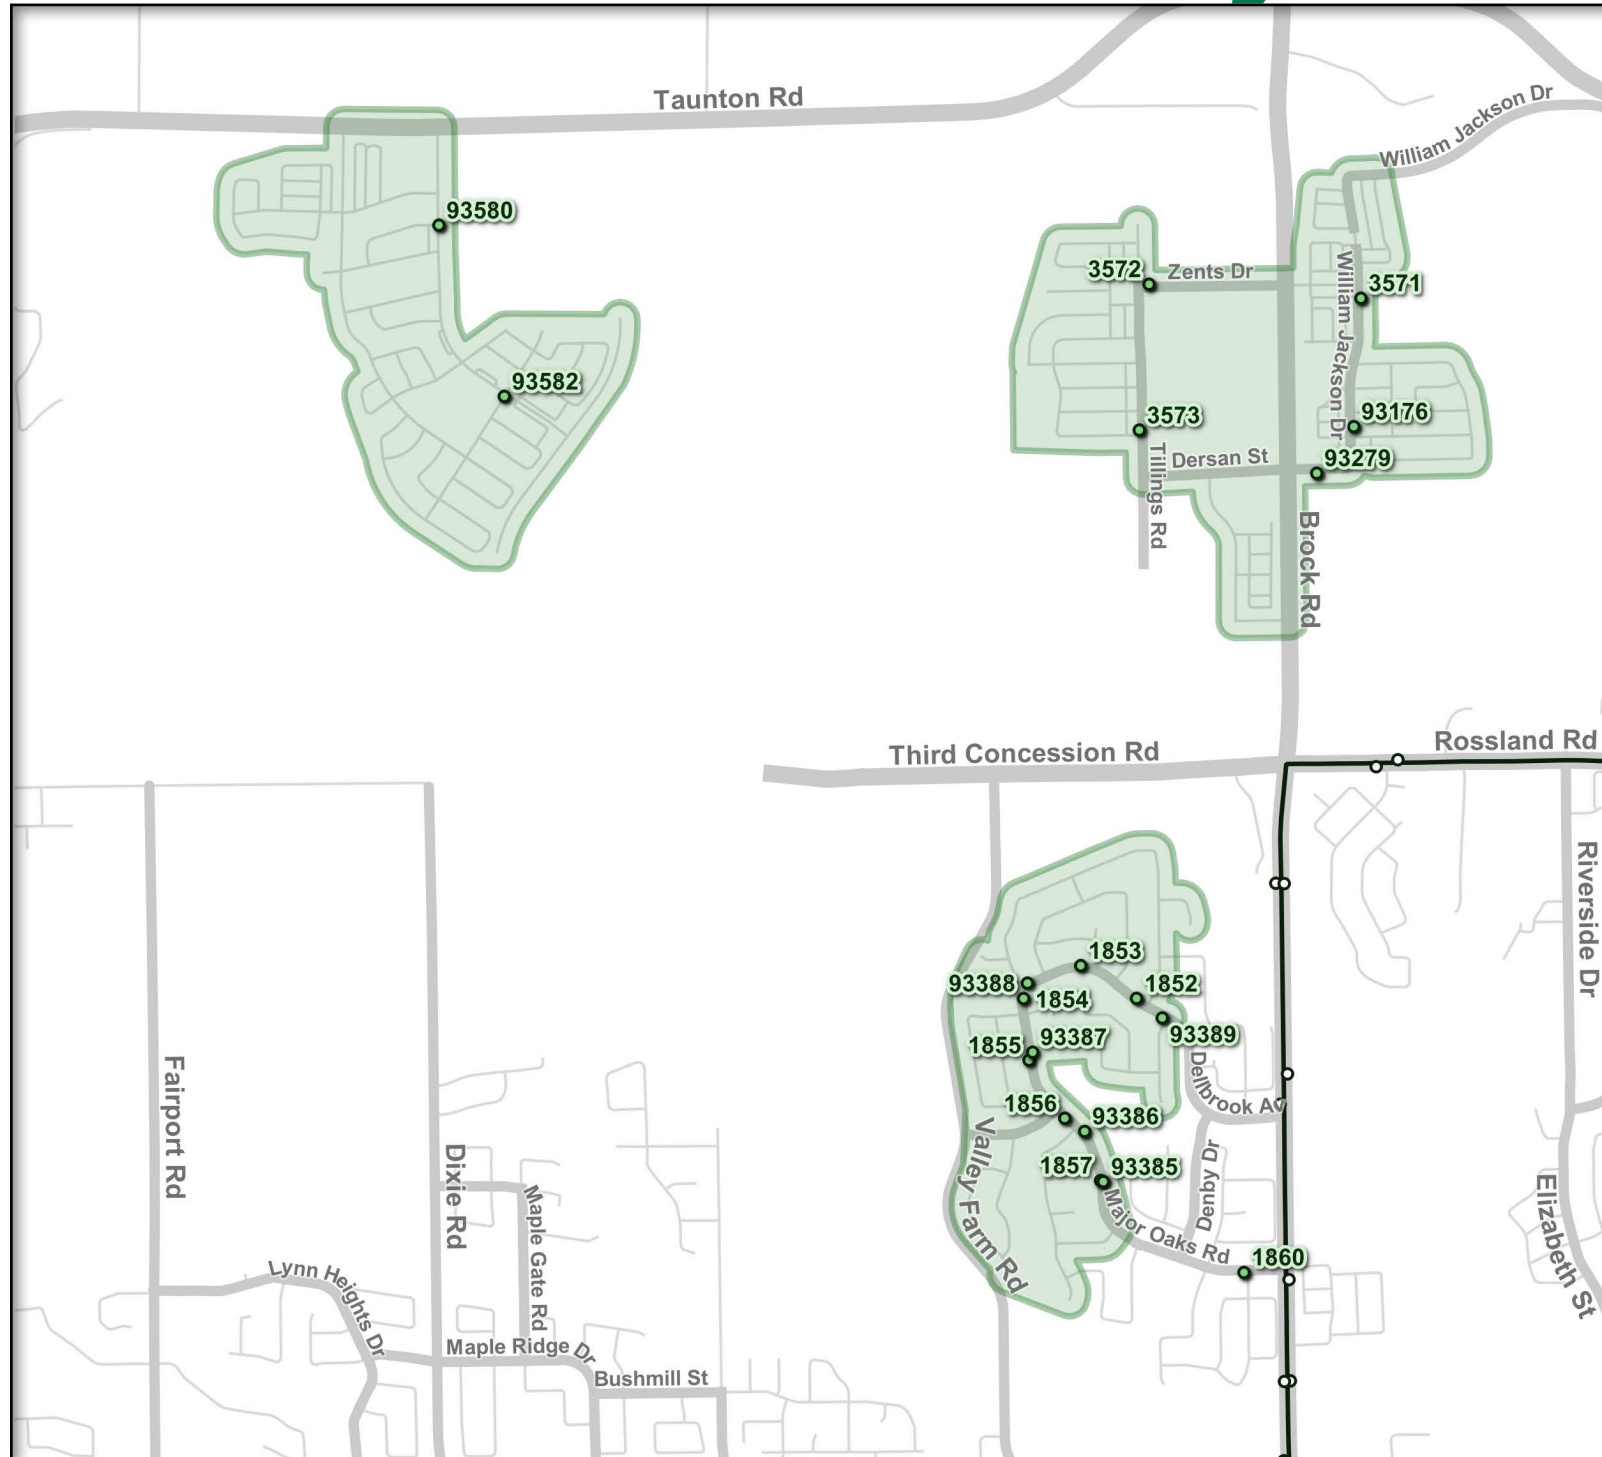 Taunton Rd
William Jackson Dr
93580
3572
Zents Dr
William Jackson Dr
3571
93582
3573
93176
Tillings Rd
Dersan St
93279
Brock Rd
Third Concession Rd
Rossland Rd
Riverside Dr
1853
93388
1854
1852
93389
1855
93387
Dellbrook Av
1856
93386
Fairport Rd
Dixie Rd
Maple Gate Rd
Valley Farm Rd
1857
93385
Denby Dr
Major Oaks Rd
1860
Elizabeth St
Lynn Heights Dr
Maple Ridge Dr
Bushmill St